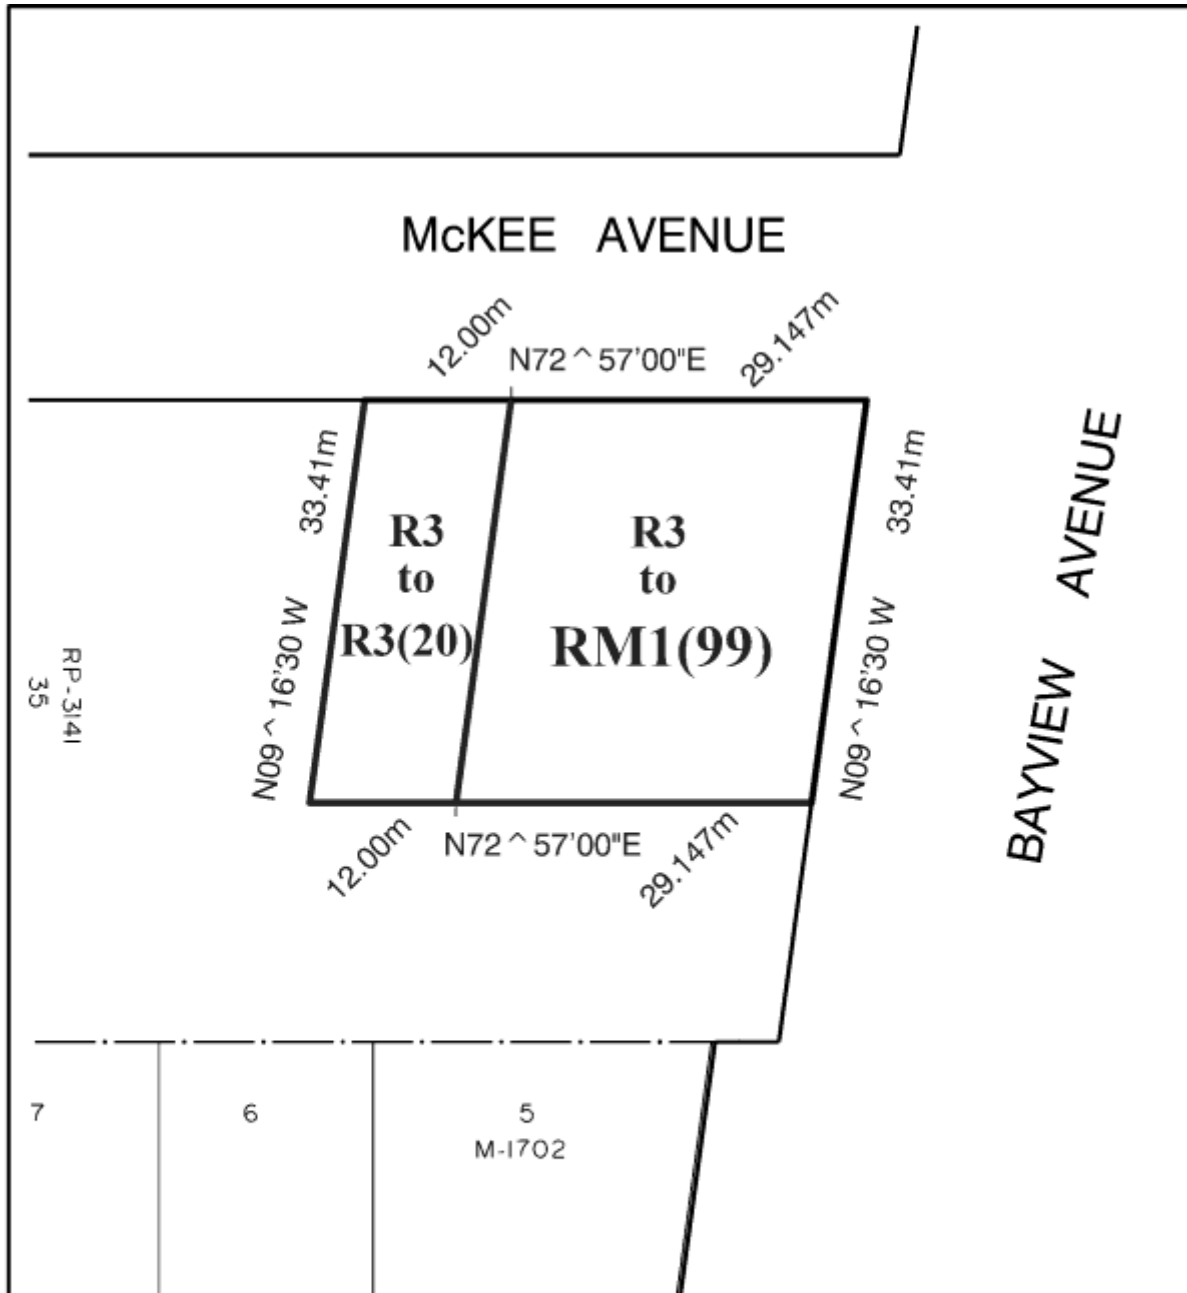 McKEE AVENUE
12.00m
N72^57'00"E
29.147m
33.41m
N09^16'30 W
R3
to
R3(20)
R3
to
RM1(99)
33.41m
N09^16'30 W
BAYVIEW AVENUE
RP-3141
35
12.00m
N72^57'00"E
29.147m
7
6
5
M-1702